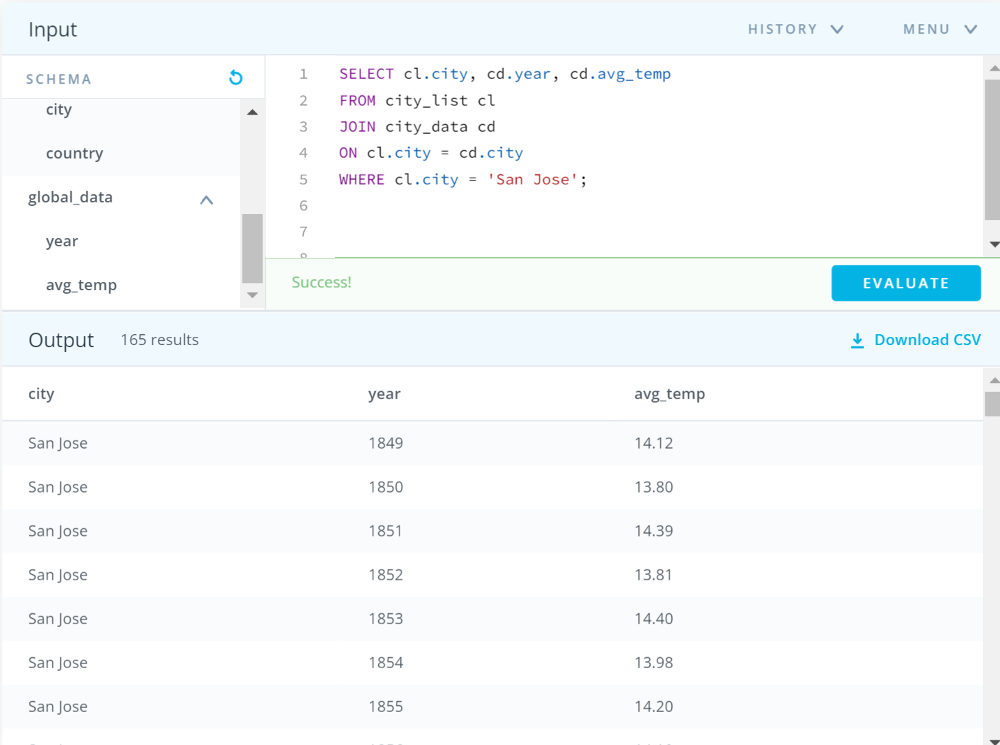 Input
HISTORY
MENU
SCHEMA
city
country
global_data
year
avg_temp
1 SELECT cl.city, cd.year, cd.avg_temp
2 FROM city_list cl
3 JOIN city_data cd
4 ON cl.city = cd.city
5 WHERE cl.city = 'San Jose';
6
7
8
Success!
EVALUATE
Output 165 results
Download CSV
city year avg_temp
San Jose 1849 14.12
San Jose 1850 13.80
San Jose 1851 14.39
San Jose 1852 13.81
San Jose 1853 14.40
San Jose 1854 13.98
San Jose 1855 14.20